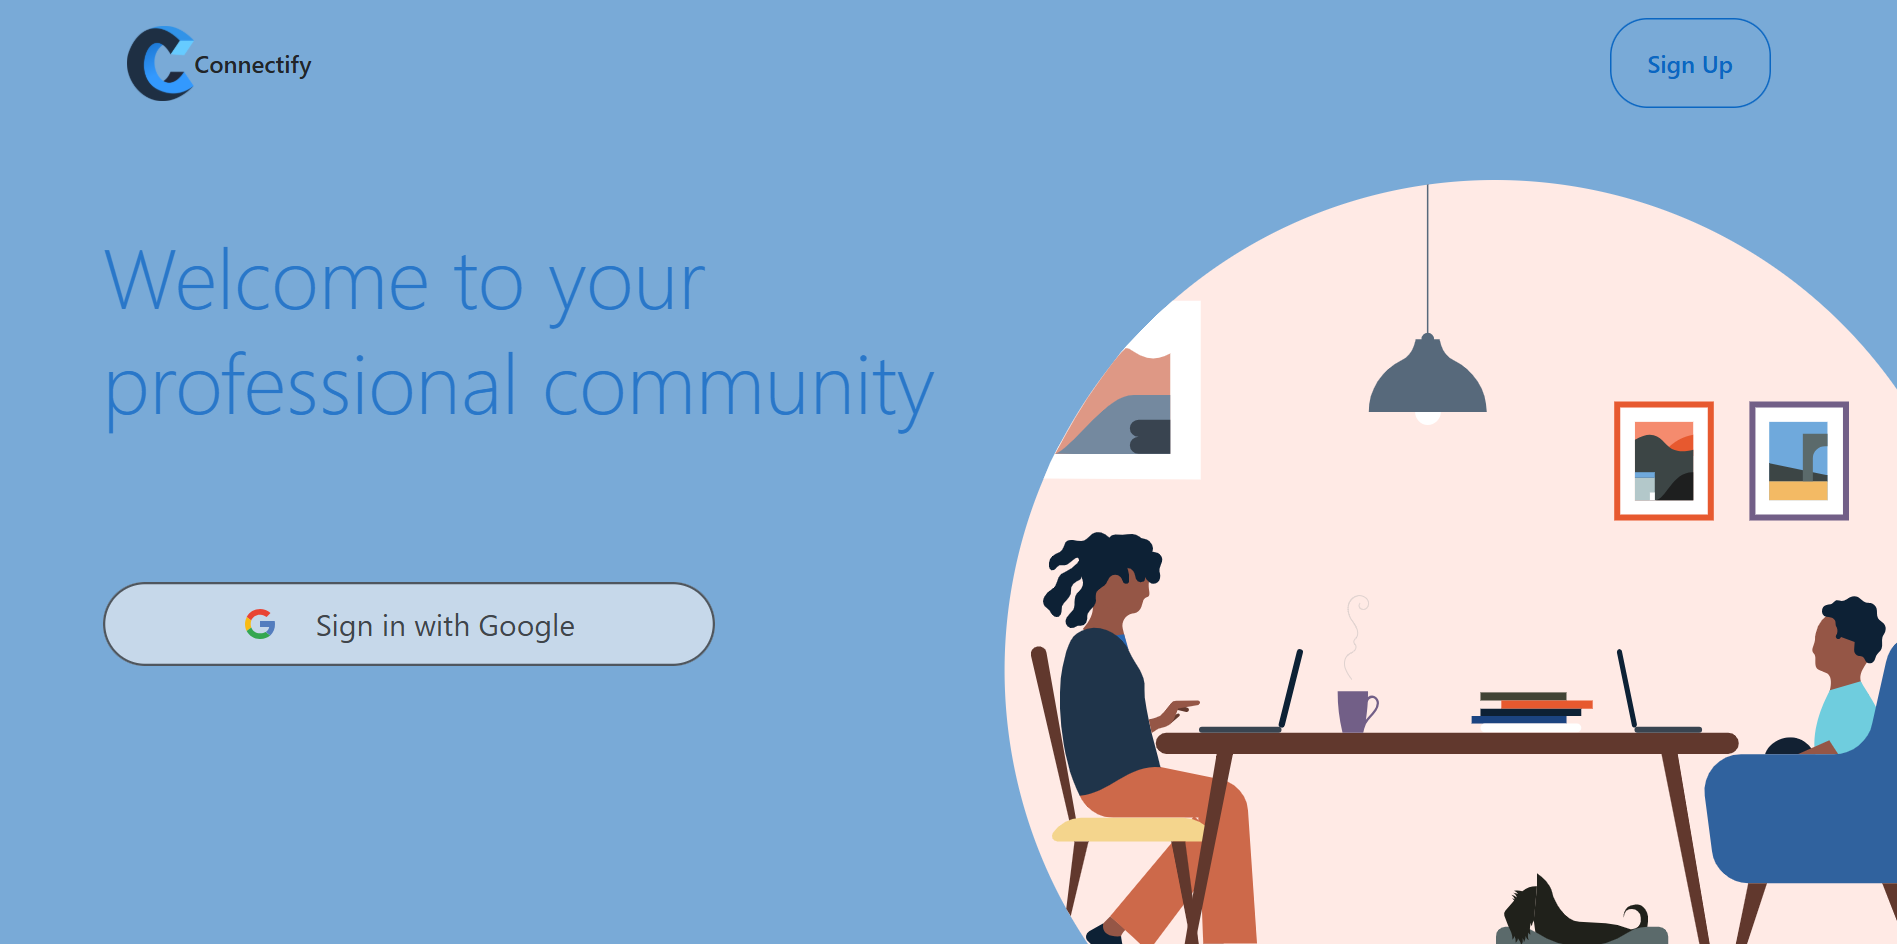 Connectify
Sign Up
Welcome to your
professional community
Sign in with Google